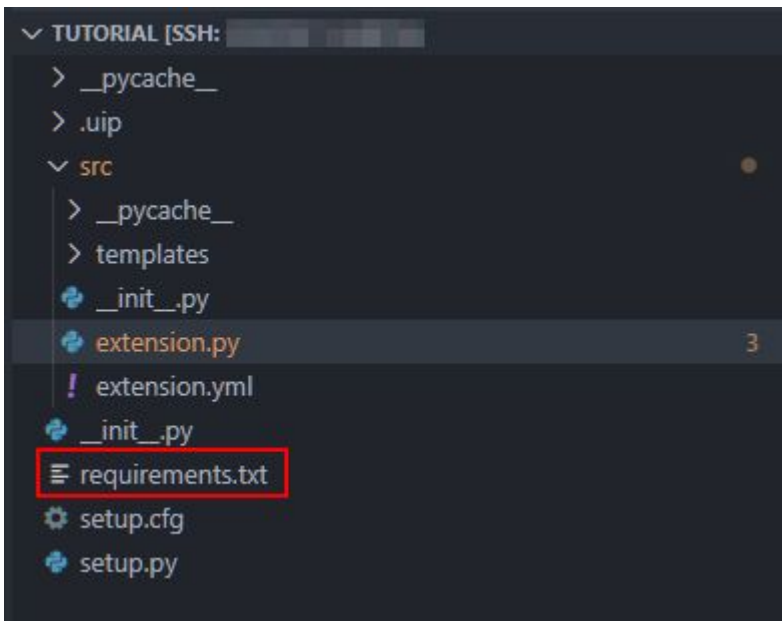 TUTORIAL [SSH:
__pycache__
.uip
src
__pycache__
templates
__init__.py
extension.py 3
! extension.yml
__init__.py
requirements.txt
setup.cfg
setup.py